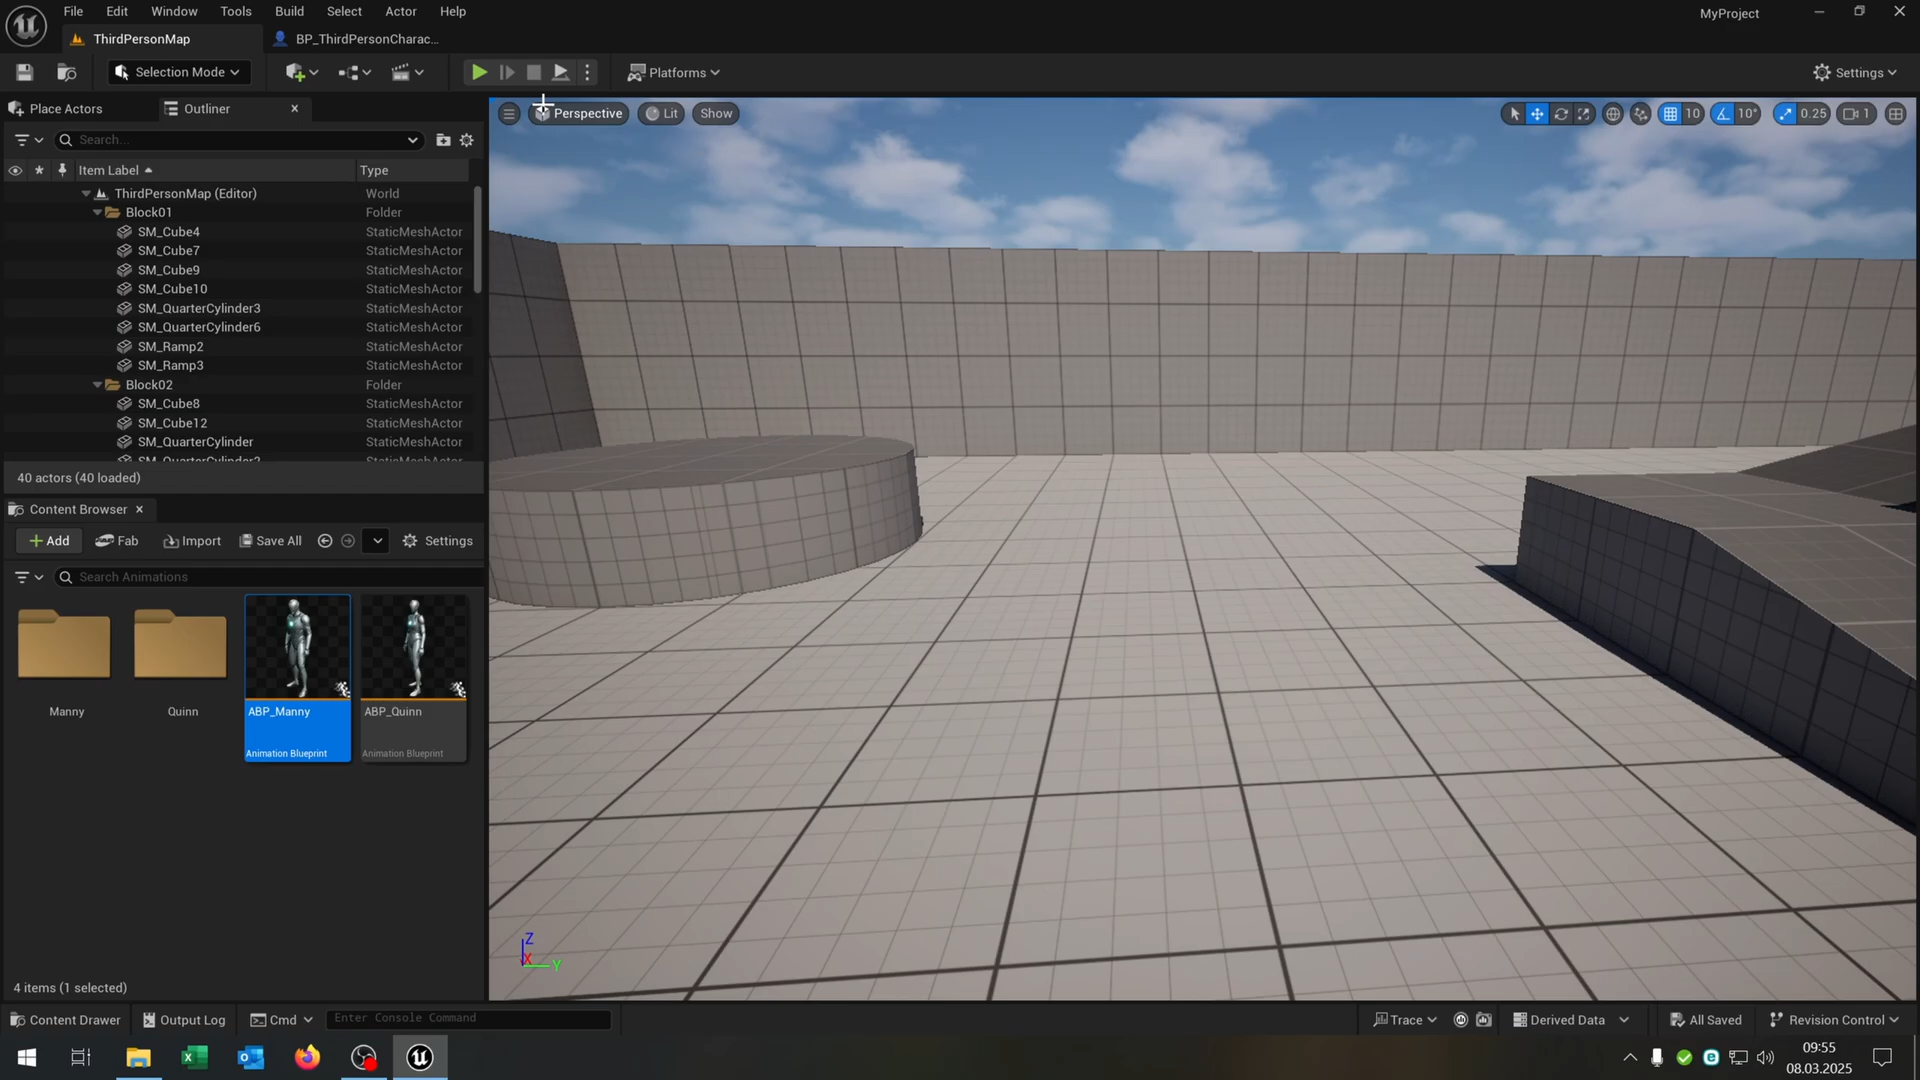 File Edit Window Tools Build Select Actor Help
MyProject
ThirdPersonMap
BP_ThirdPersonCharac...
Selection Mode
Platforms
Settings
Place Actors
Outliner
Perspective
Lit
Show
10
10°
0.25
1
Search...
Item Label
Type
ThirdPersonMap (Editor) World
Block01 Folder
SM_Cube4 StaticMeshActor
SM_Cube7 StaticMeshActor
SM_Cube9 StaticMeshActor
SM_Cube10 StaticMeshActor
SM_QuarterCylinder3 StaticMeshActor
SM_QuarterCylinder6 StaticMeshActor
SM_Ramp2 StaticMeshActor
SM_Ramp3 StaticMeshActor
Block02 Folder
SM_Cube8 StaticMeshActor
SM_Cube12 StaticMeshActor
SM_QuarterCylinder StaticMeshActor
SM_QuarterCylinder2 StaticMeshActor
40 actors (40 loaded)
Content Browser
Add
Fab
Import
Save All
Settings
Search Animations
Manny
Quinn
ABP_Manny
Animation Blueprint
ABP_Quinn
Animation Blueprint
Z
X
Y
4 items (1 selected)
Content Drawer
Output Log
Cmd
Enter Console Command
Trace
Derived Data
All Saved
Revision Control
09:55
08.03.2025